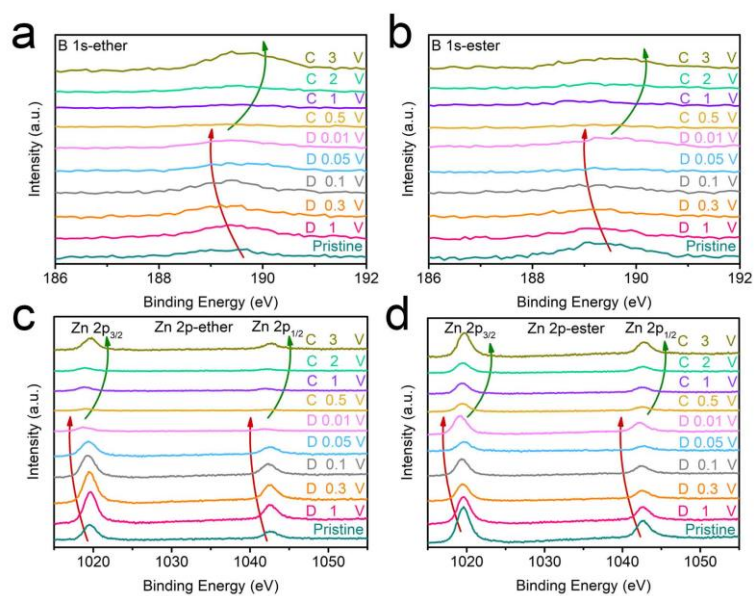 a
B 1s-ether
C 3 V
C 2 V
C 1 V
C 0.5 V
D 0.01 V
D 0.05 V
D 0.1 V
D 0.3 V
D 1 V
Pristine
Intensity (a.u.)
186 188 190 192
Binding Energy (eV)
b
B 1s-ester
C 3 V
C 2 V
C 1 V
C 0.5 V
D 0.01 V
D 0.05 V
D 0.1 V
D 0.3 V
D 1 V
Pristine
Intensity (a.u.)
186 188 190 192
Binding Energy (eV)
c
Zn 2p3/2 Zn 2p-ether Zn 2p1/2
C 3 V
C 2 V
C 1 V
C 0.5 V
D 0.01 V
D 0.05 V
D 0.1 V
D 0.3 V
D 1 V
Pristine
Intensity (a.u.)
1020 1030 1040 1050
Binding Energy (eV)
d
Zn 2p3/2 Zn 2p-ester Zn 2p1/2
C 3 V
C 2 V
C 1 V
C 0.5 V
D 0.01 V
D 0.05 V
D 0.1 V
D 0.3 V
D 1 V
Pristine
Intensity (a.u.)
1020 1030 1040 1050
Binding Energy (eV)